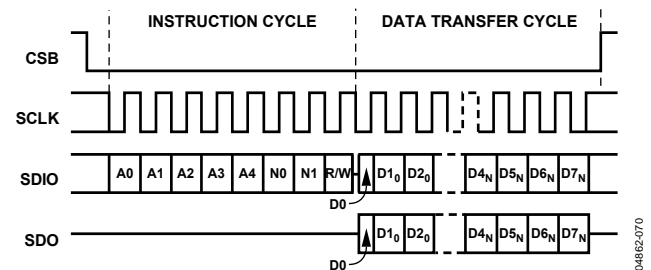 INSTRUCTION CYCLE DATA TRANSFER CYCLE
CSB
SCLK
SDIO A0 A1 A2 A3 A4 N0 N1 R/W D1₀ D2₀ D4N D5N D6N D7N
D0
SDO D1₀ D2₀ D4N D5N D6N D7N
D0
04862-070